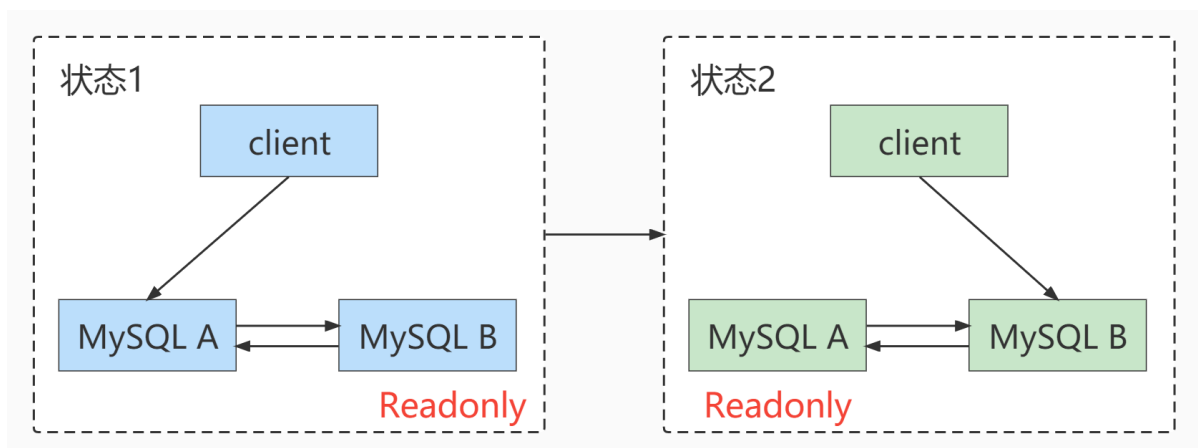 状态1
client
MySQL A
MySQL B
Readonly
状态2
client
MySQL A
MySQL B
Readonly